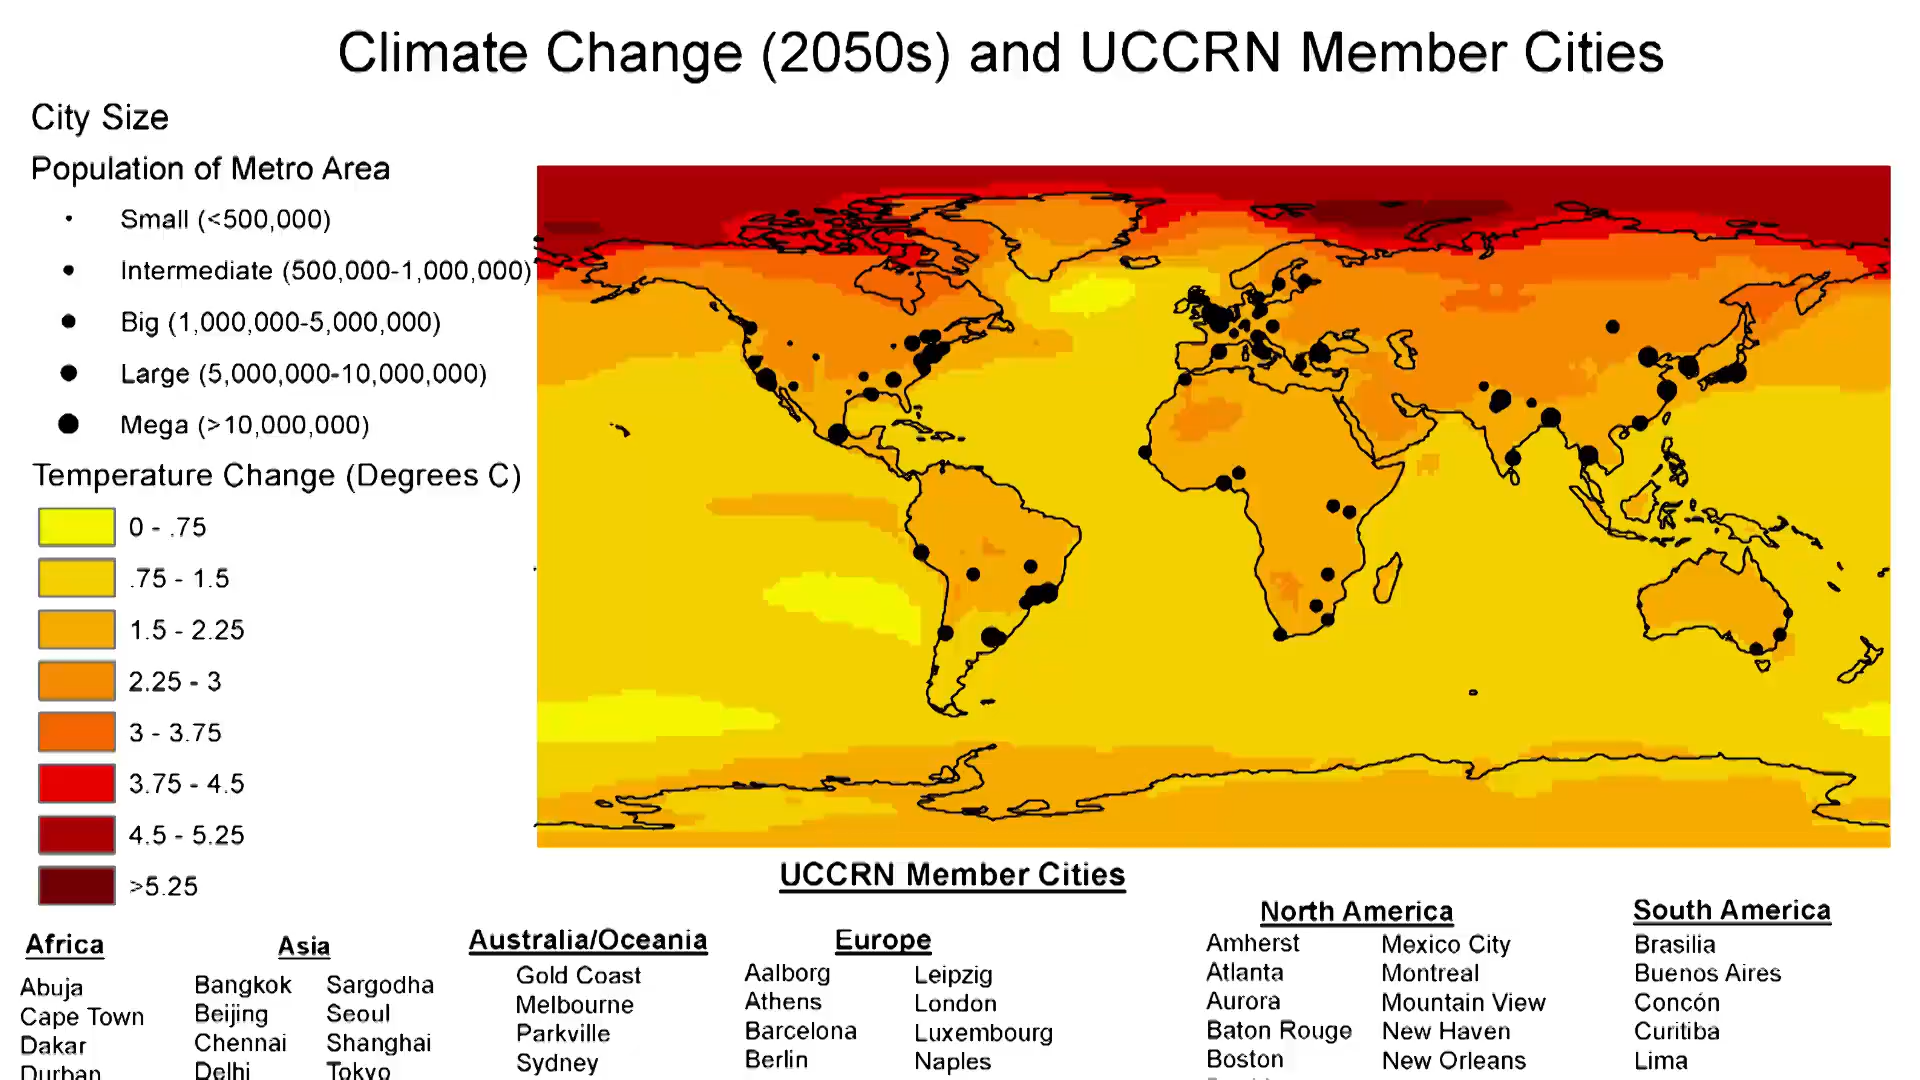 Climate Change (2050s) and UCCRN Member Cities
City Size
Population of Metro Area
Small (<500,000)
Intermediate (500,000-1,000,000)
Big (1,000,000-5,000,000)
Large (5,000,000-10,000,000)
Mega (>10,000,000)
Temperature Change (Degrees C)
0 - .75
.75 - 1.5
1.5 - 2.25
2.25 - 3
3 - 3.75
3.75 - 4.5
4.5 - 5.25
>5.25
UCCRN Member Cities
Africa
Abuja
Cape Town
Dakar
Durban
Asia
Bangkok Sargodha
Beijing Seoul
Chennai Shanghai
Delhi Tokyo
Australia/Oceania
Gold Coast
Melbourne
Parkville
Sydney
Europe
Aalborg Leipzig
Athens London
Barcelona Luxembourg
Berlin Naples
North America
Amherst Mexico City
Atlanta Montreal
Aurora Mountain View
Baton Rouge New Haven
Boston New Orleans
South America
Brasilia
Buenos Aires
Concón
Curitiba
Lima